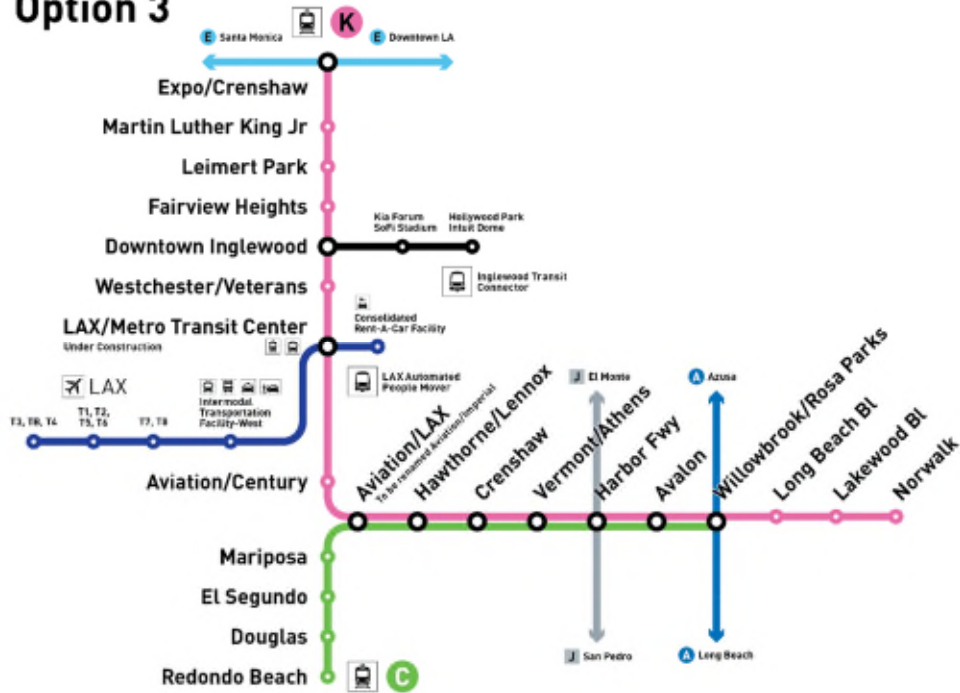 Option 3
K
E Santa Monica
E Downtown LA
Expo/Crenshaw
Martin Luther King Jr
Leimert Park
Fairview Heights
Kia Forum
SoFi Stadium
Hollywood Park
Intuit Dome
Downtown Inglewood
Inglewood Transit
Connector
Westchester/Veterans
LAX/Metro Transit Center
Under Construction
Consolidated
Rent-A-Car Facility
LAX
LAX Automated
People Mover
Intermodal
Transportation
Facility-West
T3, TB, T4
T1, T2,
T5, T6
T7, T8
J El Monte
A Azusa
Aviation/Century
Aviation/LAX
To be renamed Aviation/Imperial
Hawthorne/Lennox
Crenshaw
Vermont/Athens
Harbor Fwy
Avalon
Willowbrook/Rosa Parks
Long Beach Bl
Lakewood Bl
Norwalk
Mariposa
El Segundo
Douglas
Redondo Beach
C
J San Pedro
A Long Beach